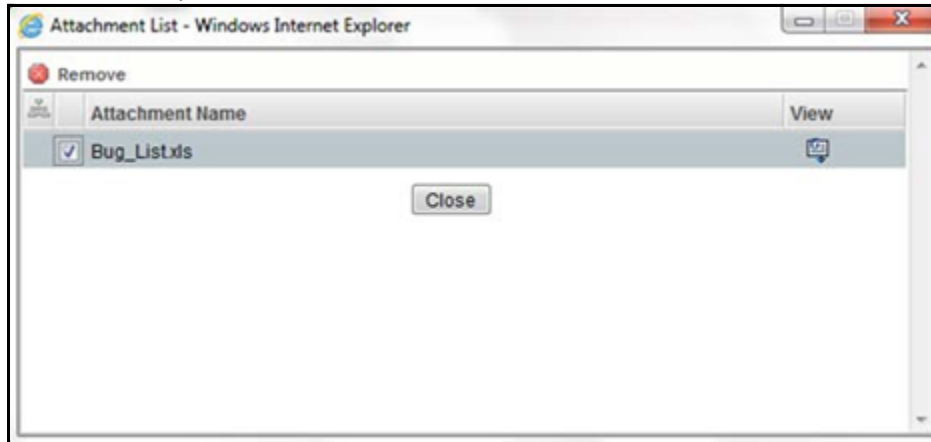 Attachment List - Windows Internet Explorer
Remove
Attachment Name View
Bug_List.xls
Close